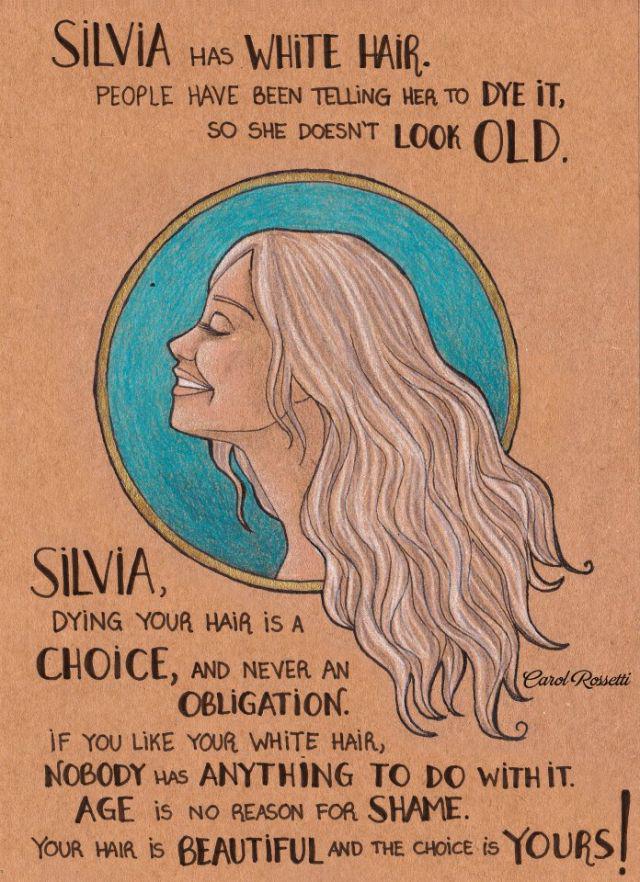 SILVIA HAS WHITE HAIR.
PEOPLE HAVE BEEN TELLING HER TO DYE IT,
SO SHE DOESN'T LOOK OLD.
SILVIA,
DYING YOUR HAIR IS A
CHOICE, AND NEVER AN
OBLIGATION.
Carol Rossetti
IF YOU LIKE YOUR WHITE HAIR,
NOBODY HAS ANYTHING TO DO WITH IT.
AGE IS NO REASON FOR SHAME.
YOUR HAIR IS BEAUTIFUL AND THE CHOICE IS YOURS!